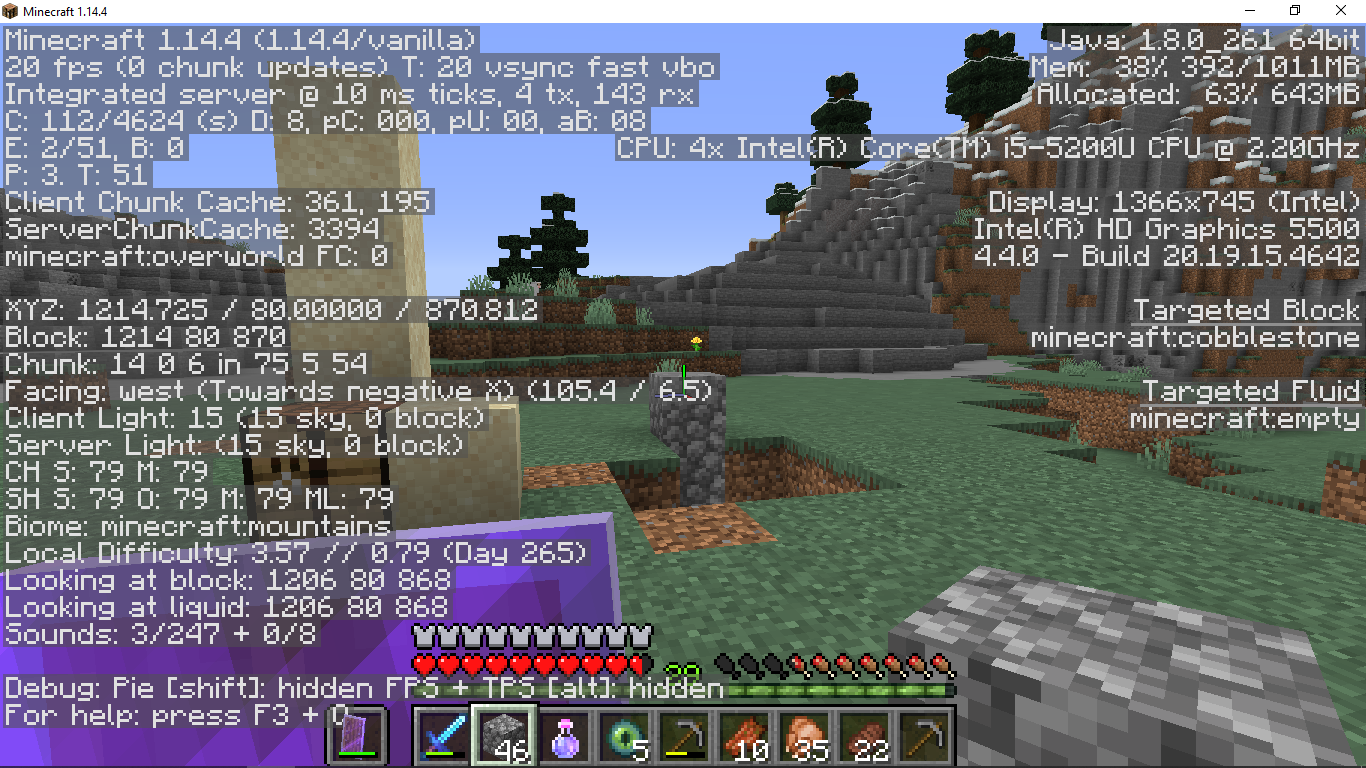 Minecraft 1.14.4
Minecraft 1.14.4 (1.14.4/vanilla)
20 fps (0 chunk updates) T: 20 vsync fast vbo
Integrated server @ 10 ms ticks, 4 tx, 143 rx
C: 112/4624 (s) D: 8, pC: 000, pU: 00, aB: 08
E: 2/51, B: 0
P: 3. T: 51
Client Chunk Cache: 361, 195
ServerChunkCache: 3394
minecraft:overworld FC: 0
XYZ: 1214.725 / 80.00000 / 870.812
Block: 1214 80 870
Chunk: 14 0 6 in 75 5 54
Facing: west (Towards negative X) (105.4 / 6.5)
Client Light: 15 (15 sky, 0 block)
Server Light: (15 sky, 0 block)
CH S: 79 M: 79
SH S: 79 O: 79 M: 79 ML: 79
Biome: minecraft:mountains
Local Difficulty: 3.57 // 0.79 (Day 265)
Looking at block: 1206 80 868
Looking at liquid: 1206 80 868
Sounds: 3/247 + 0/8
Debug: Pie [shift]: hidden FPS + TPS [alt]: hidden
For help: press F3 + Q
Java: 1.8.0_261 64bit
Mem: 38% 392/1011MB
Allocated: 63% 643MB
CPU: 4x Intel(R) Core(TM) i5-5200U CPU @ 2.20GHz
Display: 1366x745 (Intel)
Intel(R) HD Graphics 5500
4.4.0 - Build 20.19.15.4642
Targeted Block
minecraft:cobblestone
Targeted Fluid
minecraft:empty
46 5 10 35 22